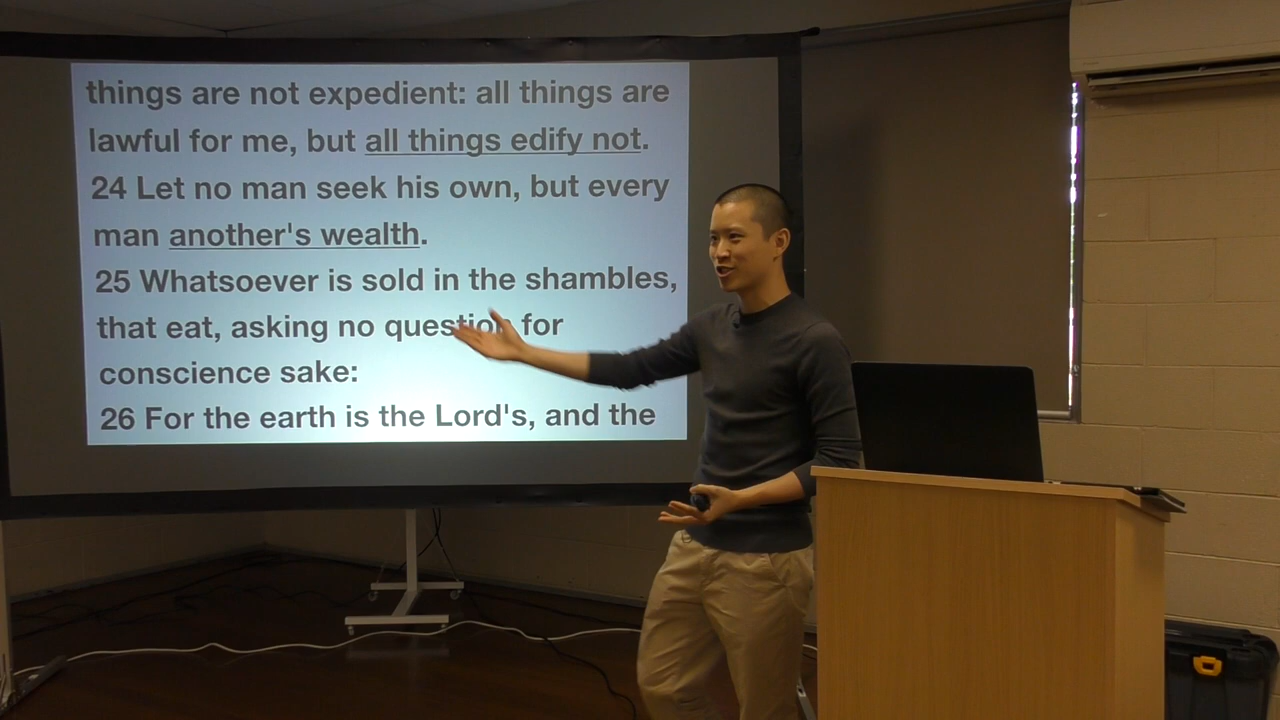 things are not expedient: all things are
lawful for me, but all things edify not.
24 Let no man seek his own, but every
man another's wealth.
25 Whatsoever is sold in the shambles,
that eat, asking no question for
conscience sake:
26 For the earth is the Lord's, and the